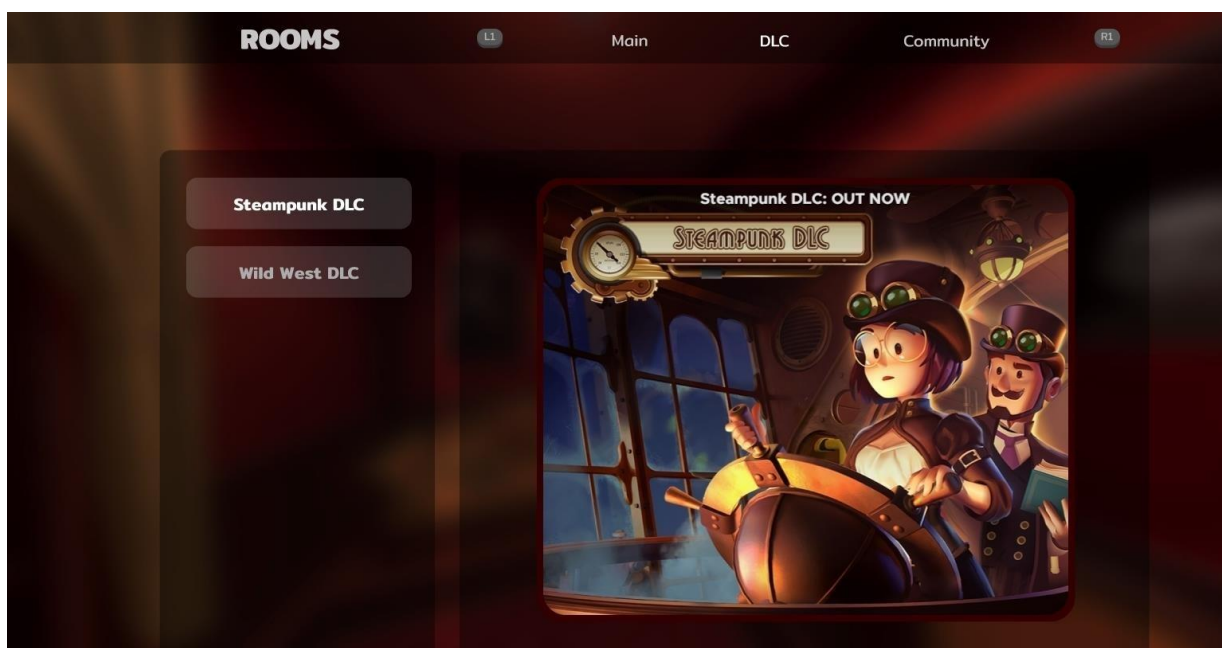 ROOMS
L1
Main
DLC
Community
R1
Steampunk DLC
Wild West DLC
Steampunk DLC: OUT NOW
STEAMPUNK DLC